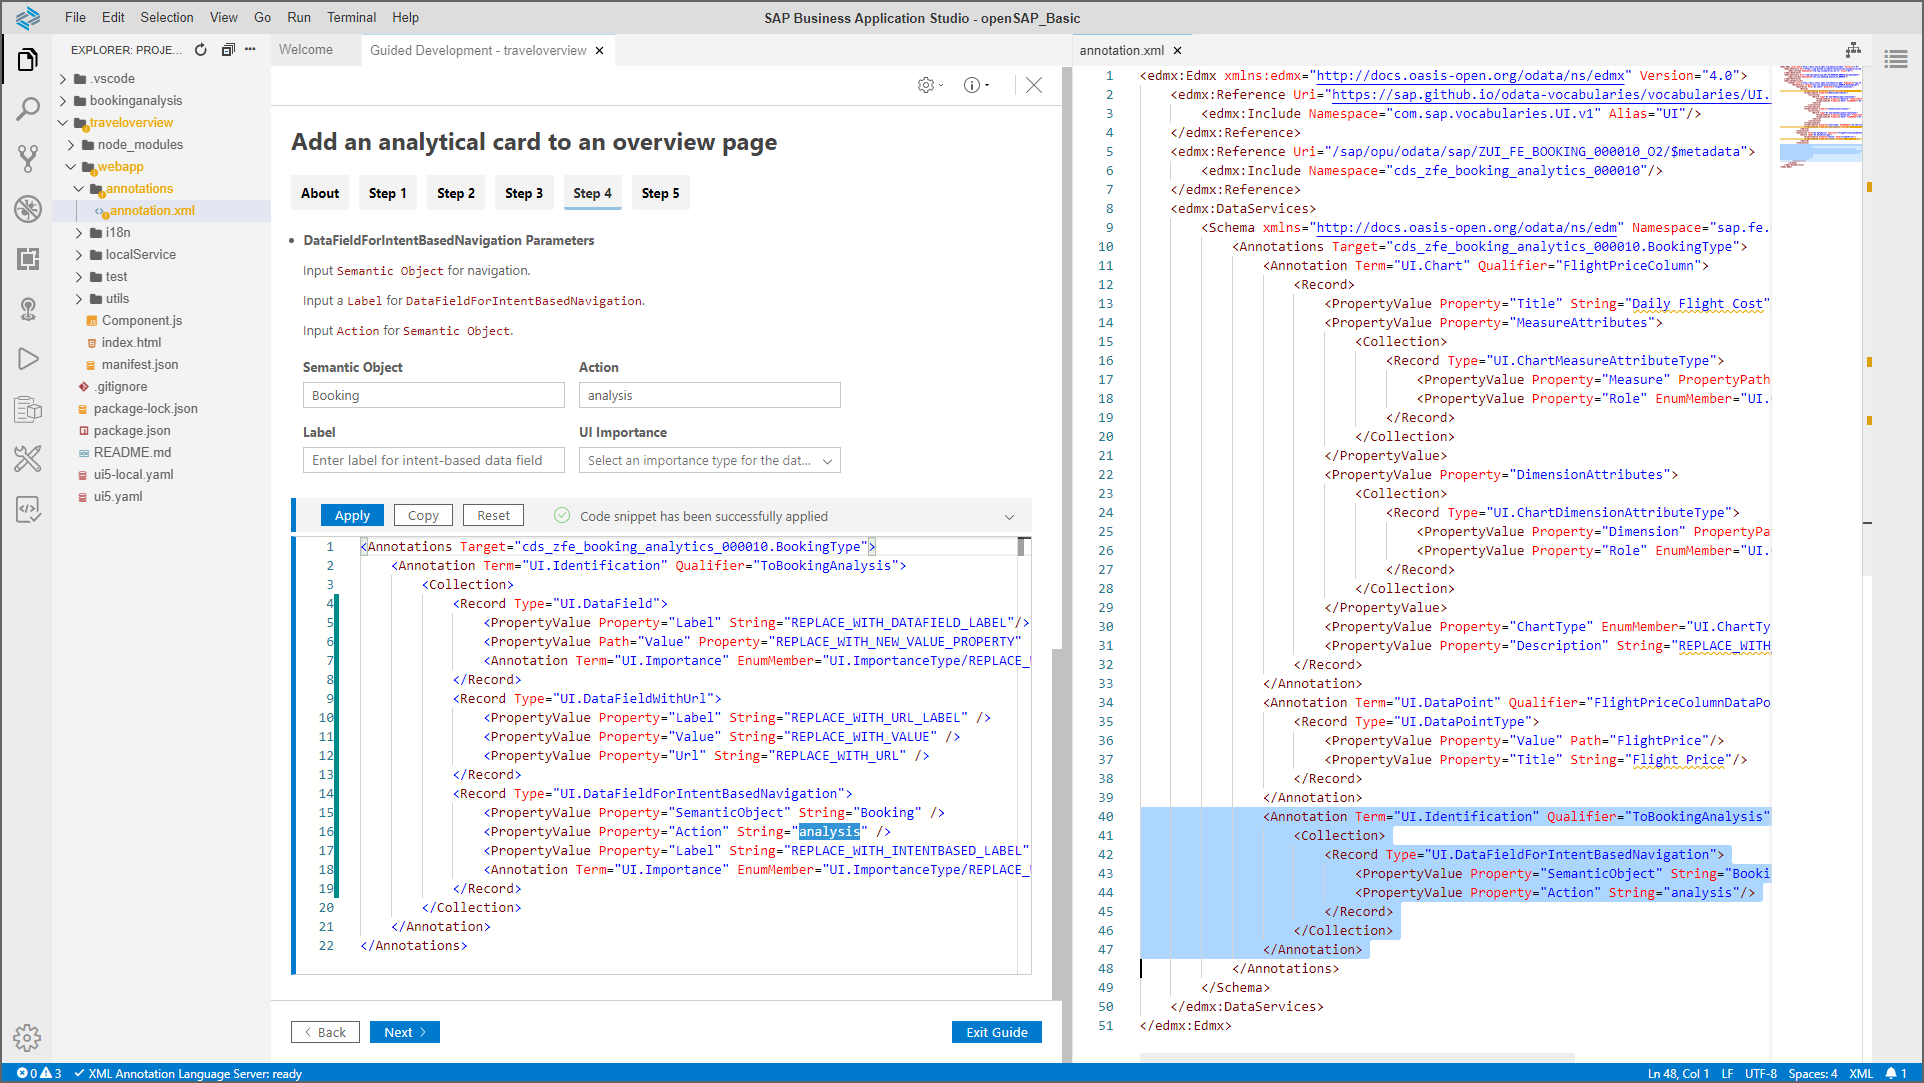 File Edit Selection View Go Run Terminal Help
SAP Business Application Studio - openSAP_Basic
EXPLORER: PROJE...
.vscode
bookinganalysis
traveloverview
node_modules
webapp
annotations
annotation.xml
i18n
localService
test
utils
Component.js
index.html
manifest.json
.gitignore
package-lock.json
package.json
README.md
ui5-local.yaml
ui5.yaml
Welcome
Guided Development - traveloverview
Add an analytical card to an overview page
About Step 1 Step 2 Step 3 Step 4 Step 5
DataFieldForIntentBasedNavigation Parameters
Input Semantic Object for navigation.
Input a Label for DataFieldForIntentBasedNavigation.
Input Action for Semantic Object.
Semantic Object Action
Booking analysis
Label UI Importance
Enter label for intent-based data field Select an importance type for the dat...
Apply Copy Reset Code snippet has been successfully applied
1 <Annotations Target="cds_zfe_booking_analytics_000010.BookingType">
2 <Annotation Term="UI.Identification" Qualifier="ToBookingAnalysis">
3 <Collection>
4 <Record Type="UI.DataField">
5 <PropertyValue Property="Label" String="REPLACE_WITH_DATAFIELD_LABEL"/>
6 <PropertyValue Path="Value" Property="REPLACE_WITH_NEW_VALUE_PROPERTY"
7 <Annotation Term="UI.Importance" EnumMember="UI.ImportanceType/REPLACE_
8 </Record>
9 <Record Type="UI.DataFieldWithUrl">
10 <PropertyValue Property="Label" String="REPLACE_WITH_URL_LABEL" />
11 <PropertyValue Property="Value" String="REPLACE_WITH_VALUE" />
12 <PropertyValue Property="Url" String="REPLACE_WITH_URL" />
13 </Record>
14 <Record Type="UI.DataFieldForIntentBasedNavigation">
15 <PropertyValue Property="SemanticObject" String="Booking" />
16 <PropertyValue Property="Action" String="analysis" />
17 <PropertyValue Property="Label" String="REPLACE_WITH_INTENTBASED_LABEL"
18 <Annotation Term="UI.Importance" EnumMember="UI.ImportanceType/REPLACE_
19 </Record>
20 </Collection>
21 </Annotation>
22 </Annotations>
Back Next Exit Guide
annotation.xml
1 <edmx:Edmx xmlns:edmx="http://docs.oasis-open.org/odata/ns/edmx" Version="4.0">
2 <edmx:Reference Uri="https://sap.github.io/odata-vocabularies/vocabularies/UI.
3 <edmx:Include Namespace="com.sap.vocabularies.UI.v1" Alias="UI"/>
4 </edmx:Reference>
5 <edmx:Reference Uri="/sap/opu/odata/sap/ZUI_FE_BOOKING_000010_O2/$metadata">
6 <edmx:Include Namespace="cds_zfe_booking_analytics_000010"/>
7 </edmx:Reference>
8 <edmx:DataServices>
9 <Schema xmlns="http://docs.oasis-open.org/odata/ns/edm" Namespace="sap.fe.
10 <Annotations Target="cds_zfe_booking_analytics_000010.BookingType">
11 <Annotation Term="UI.Chart" Qualifier="FlightPriceColumn">
12 <Record>
13 <PropertyValue Property="Title" String="Daily Flight Cost"
14 <PropertyValue Property="MeasureAttributes">
15 <Collection>
16 <Record Type="UI.ChartMeasureAttributeType">
17 <PropertyValue Property="Measure" PropertyPath
18 <PropertyValue Property="Role" EnumMember="UI.
19 </Record>
20 </Collection>
21 </PropertyValue>
22 <PropertyValue Property="DimensionAttributes">
23 <Collection>
24 <Record Type="UI.ChartDimensionAttributeType">
25 <PropertyValue Property="Dimension" PropertyPa
26 <PropertyValue Property="Role" EnumMember="UI.
27 </Record>
28 </Collection>
29 </PropertyValue>
30 <PropertyValue Property="ChartType" EnumMember="UI.ChartTy
31 <PropertyValue Property="Description" String="REPLACE_WITH
32 </Record>
33 </Annotation>
34 <Annotation Term="UI.DataPoint" Qualifier="FlightPriceColumnDataPo
35 <Record Type="UI.DataPointType">
36 <PropertyValue Property="Value" Path="FlightPrice"/>
37 <PropertyValue Property="Title" String="Flight Price"/>
38 </Record>
39 </Annotation>
40 <Annotation Term="UI.Identification" Qualifier="ToBookingAnalysis"
41 <Collection>
42 <Record Type="UI.DataFieldForIntentBasedNavigation">
43 <PropertyValue Property="SemanticObject" String="Booki
44 <PropertyValue Property="Action" String="analysis"/>
45 </Record>
46 </Collection>
47 </Annotation>
48 </Annotations>
49 </Schema>
50 </edmx:DataServices>
51 </edmx:Edmx>
0 3 XML Annotation Language Server: ready
Ln 48, Col 1 LF UTF-8 Spaces: 4 XML 1